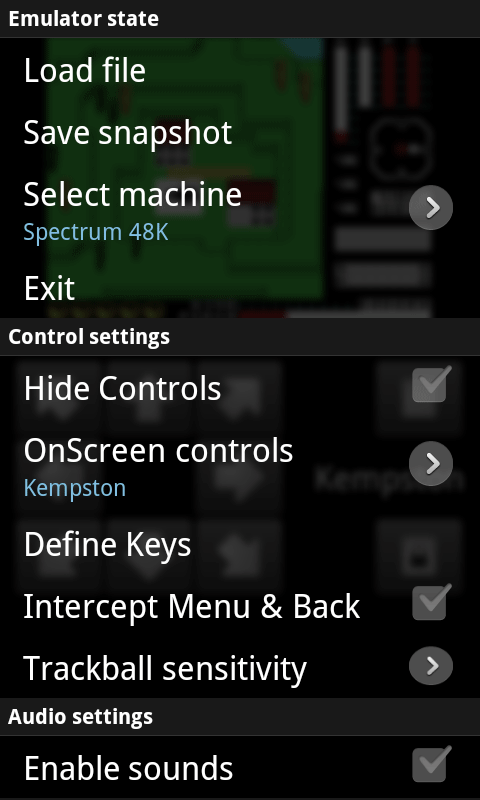 Emulator state
Load file
Save snapshot
Select machine
Spectrum 48K
Exit
Control settings
Hide Controls
OnScreen controls
Kempston
Kempston
Define Keys
Intercept Menu & Back
Trackball sensitivity
Audio settings
Enable sounds